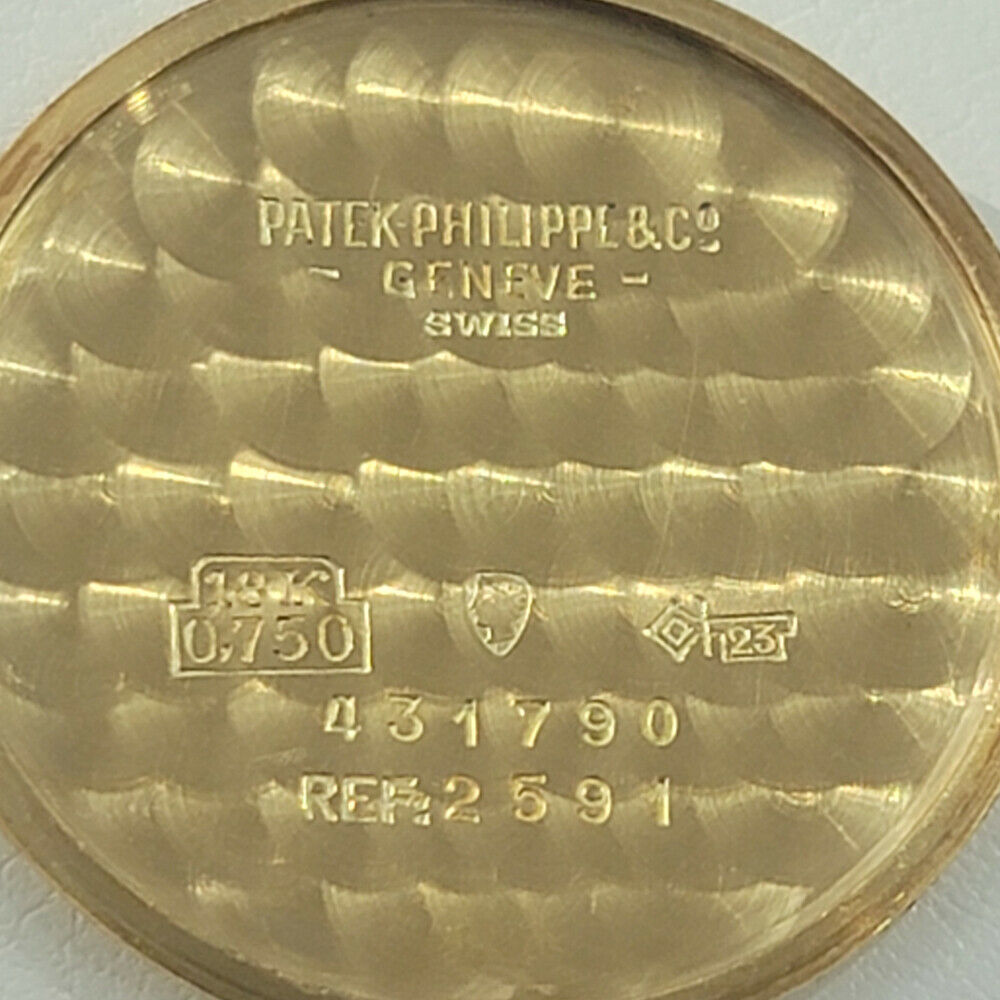 PATEK·PHILIPPE & Cº
- GENEVE -
SWISS
18K
0,750
123
431790
REF. 2591